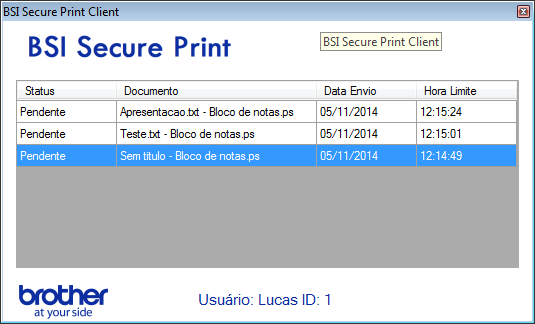 BSI Secure Print Client
BSI Secure Print
BSI Secure Print Client
Status Documento Data Envio Hora Limite
Pendente Apresentacao.txt - Bloco de notas.ps 05/11/2014 12:15:24
Pendente Teste.txt - Bloco de notas.ps 05/11/2014 12:15:01
Pendente Sem titulo - Bloco de notas.ps 05/11/2014 12:14:49
brother
at your side
Usuário: Lucas ID: 1